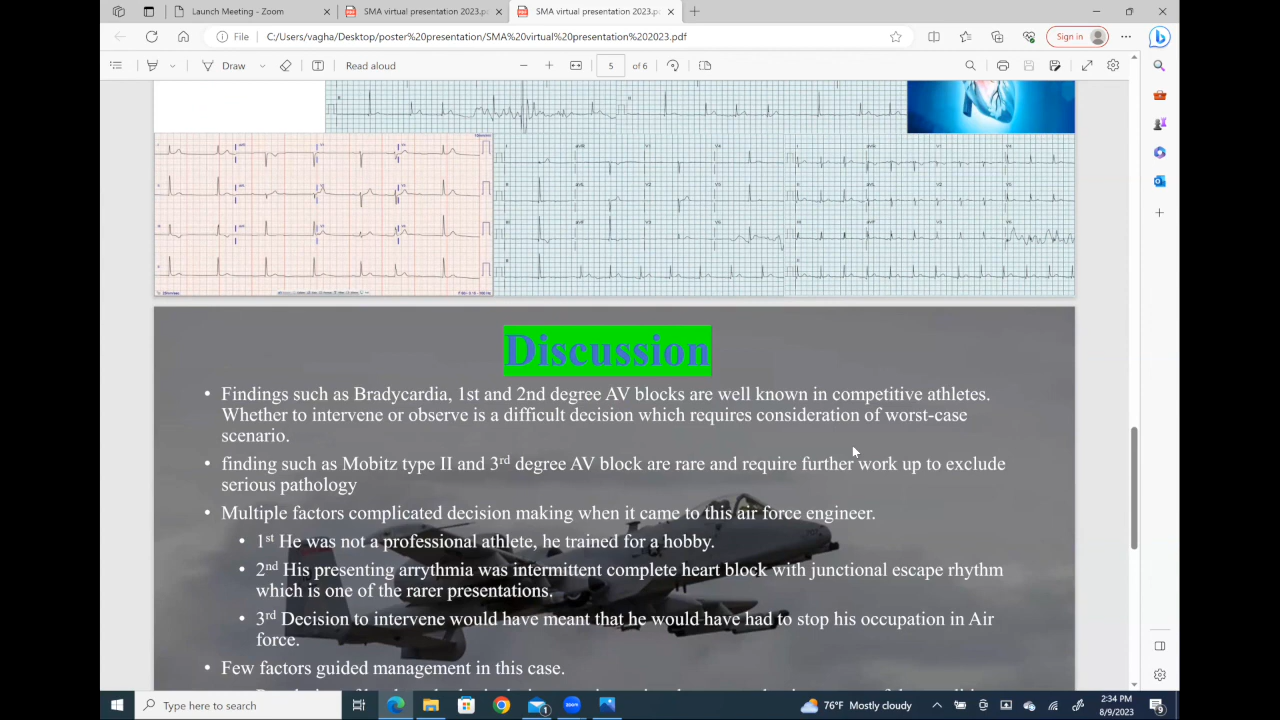 Launch Meeting - Zoom
SMA virtual presentation 2023.p
SMA virtual presentation 2023.p
File
C:/Users/vagha/Desktop/poster%20presentation/SMA%20virtual%20presentation%202023.pdf
Sign in
Draw
Read aloud
5
of 6
Discussion
• Findings such as Bradycardia, 1st and 2nd degree AV blocks are well known in competitive athletes.
Whether to intervene or observe is a difficult decision which requires consideration of worst-case
scenario.
• finding such as Mobitz type II and 3rd degree AV block are rare and require further work up to exclude
serious pathology
• Multiple factors complicated decision making when it came to this air force engineer.
• 1st He was not a professional athlete, he trained for a hobby.
• 2nd His presenting arrythmia was intermittent complete heart block with junctional escape rhythm
which is one of the rarer presentations.
• 3rd Decision to intervene would have meant that he would have had to stop his occupation in Air
force.
• Few factors guided management in this case.
Type here to search
76°F Mostly cloudy
2:34 PM
8/9/2023